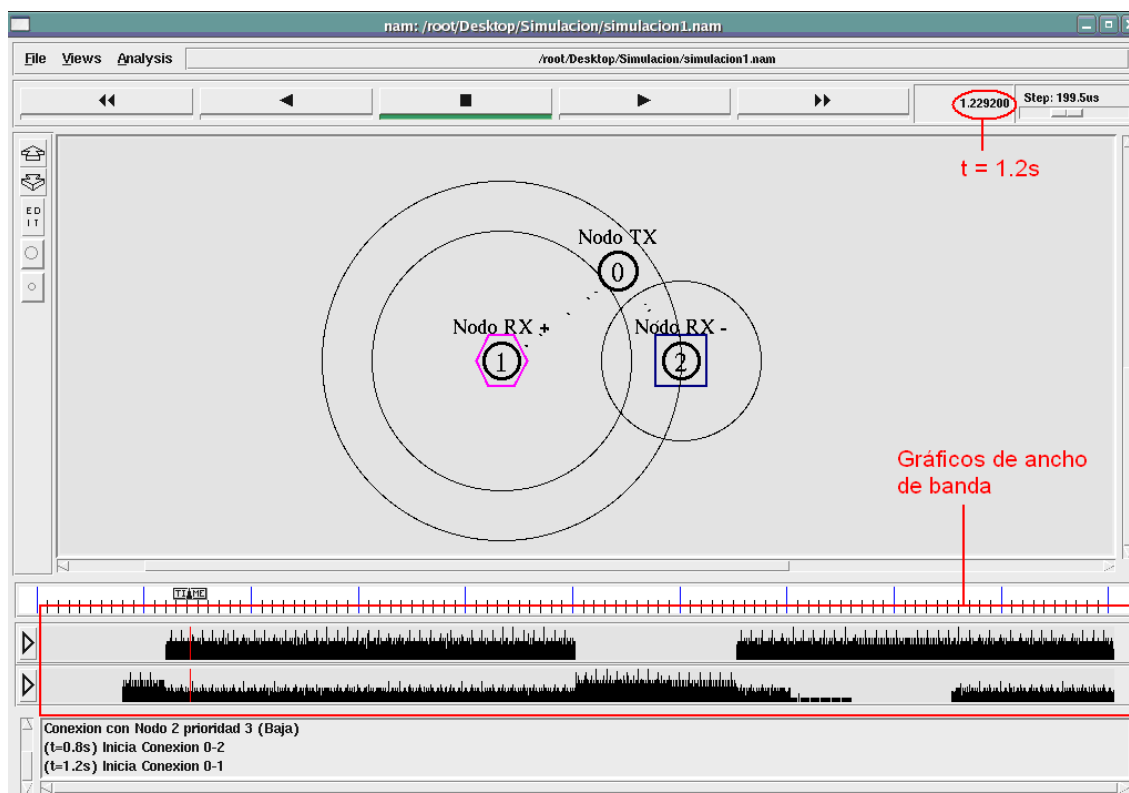 nam: /root/Desktop/Simulacion/simulacion1.nam
File Views Analysis /root/Desktop/Simulacion/simulacion1.nam
1.229200 Step: 199.5us
t = 1.2s
E D
I T
Nodo TX
0
Nodo RX + Nodo RX -
1 2
Gráficos de ancho
de banda
TIME
Conexion con Nodo 2 prioridad 3 (Baja)
(t=0.8s) Inicia Conexion 0-2
(t=1.2s) Inicia Conexion 0-1